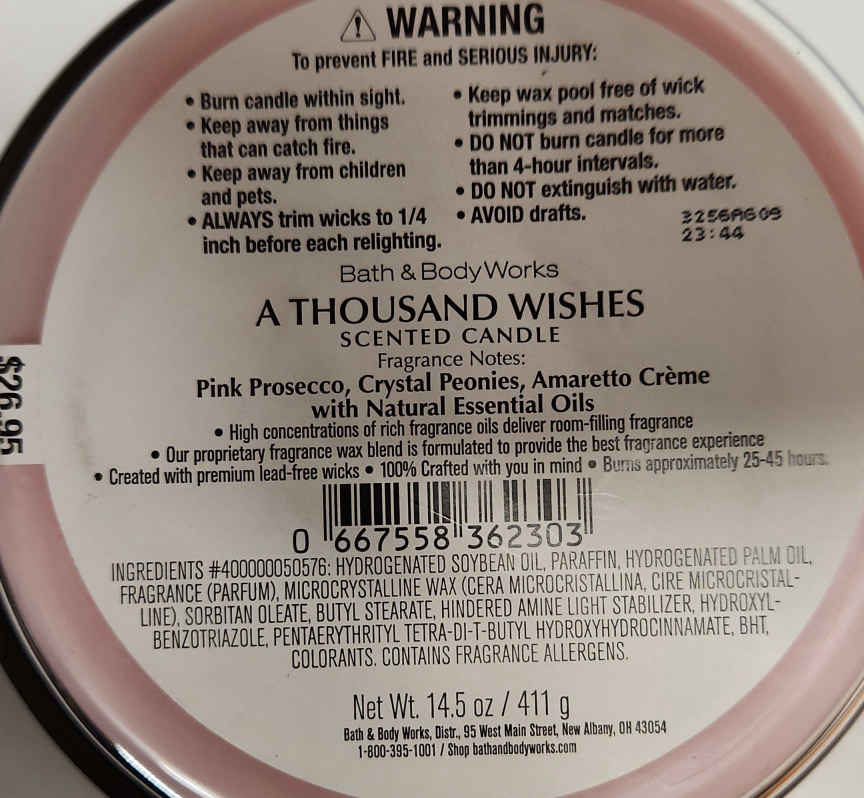 WARNING
To prevent FIRE and SERIOUS INJURY:
• Burn candle within sight.
• Keep away from things
that can catch fire.
• Keep away from children
and pets.
• ALWAYS trim wicks to 1/4
inch before each relighting.
• Keep wax pool free of wick
trimmings and matches.
• DO NOT burn candle for more
than 4-hour intervals.
• DO NOT extinguish with water.
• AVOID drafts.
3256AG09
23:44
Bath & Body Works
A THOUSAND WISHES
SCENTED CANDLE
Fragrance Notes:
Pink Prosecco, Crystal Peonies, Amaretto Crème
with Natural Essential Oils
• High concentrations of rich fragrance oils deliver room-filling fragrance
• Our proprietary fragrance wax blend is formulated to provide the best fragrance experience
• Created with premium lead-free wicks • 100% Crafted with you in mind • Burns approximately 25-45 hours.
$26.95
0 667558 362303
INGREDIENTS #400000050576: HYDROGENATED SOYBEAN OIL, PARAFFIN, HYDROGENATED PALM OIL,
FRAGRANCE (PARFUM), MICROCRYSTALLINE WAX (CERA MICROCRISTALLINA, CIRE MICROCRISTAL-
LINE), SORBITAN OLEATE, BUTYL STEARATE, HINDERED AMINE LIGHT STABILIZER, HYDROXYL-
BENZOTRIAZOLE, PENTAERYTHRITYL TETRA-DI-T-BUTYL HYDROXYHYDROCINNAMATE, BHT,
COLORANTS. CONTAINS FRAGRANCE ALLERGENS.
Net Wt. 14.5 oz / 411 g
Bath & Body Works, Distr., 95 West Main Street, New Albany, OH 43054
1-800-395-1001 / Shop bathandbodyworks.com